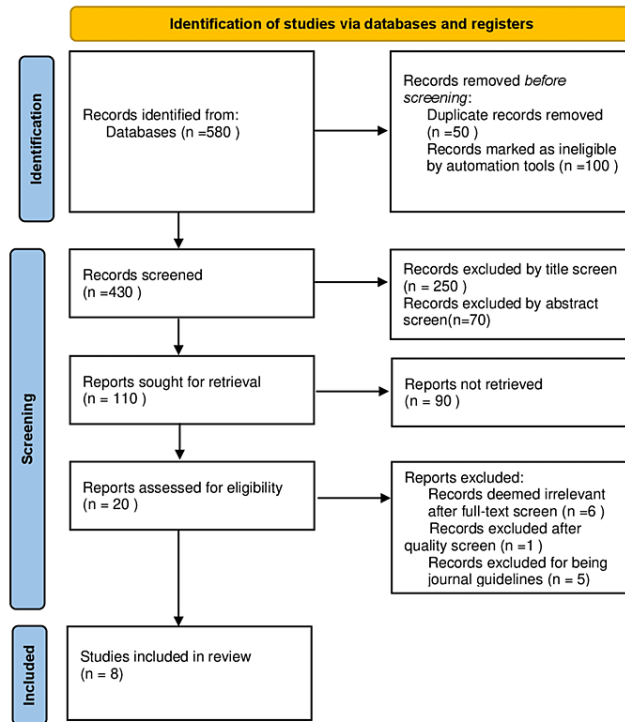 Identification of studies via databases and registers
Identification
Records identified from:
Databases (n =580 )
Records removed before
screening:
Duplicate records removed
(n =50 )
Records marked as ineligible
by automation tools (n =100 )
Screening
Records screened
(n =430 )
Records excluded by title screen
(n = 250 )
Records excluded by abstract
screen(n=70)
Reports sought for retrieval
(n = 110 )
Reports not retrieved
(n = 90 )
Reports assessed for eligibility
(n = 20 )
Reports excluded:
Records deemed irrelevant
after full-text screen (n =6 )
Records excluded after
quality screen (n =1 )
Records excluded for being
journal guidelines (n = 5)
Included
Studies included in review
(n = 8)